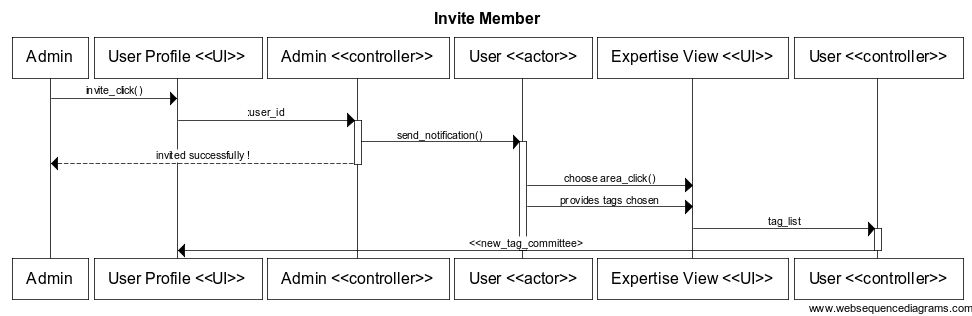 Invite Member
Admin
User Profile <<UI>>
Admin <<controller>>
User <<actor>>
Expertise View <<UI>>
User <<controller>>
invite_click()
:user_id
send_notification()
invited successfully !
choose area_click()
provides tags chosen
tag_list
<<new_tag_committee>
Admin
User Profile <<UI>>
Admin <<controller>>
User <<actor>>
Expertise View <<UI>>
User <<controller>>
www.websequencediagrams.com